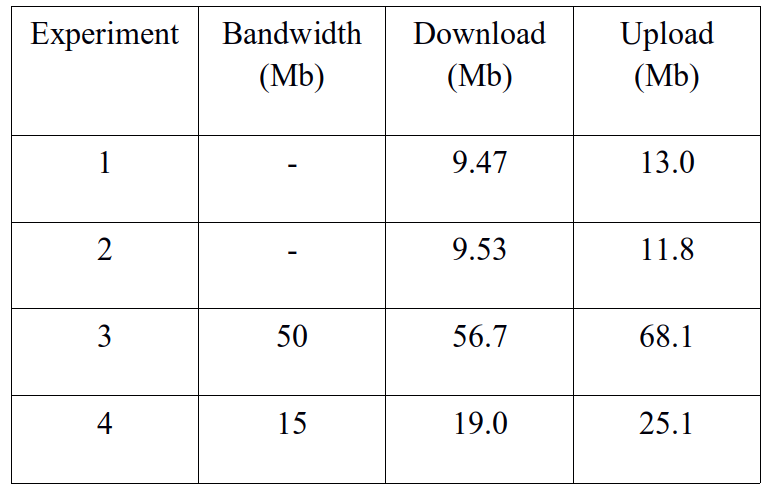 Experiment Bandwidth (Mb) Download (Mb) Upload (Mb)
1 - 9.47 13.0
2 - 9.53 11.8
3 50 56.7 68.1
4 15 19.0 25.1